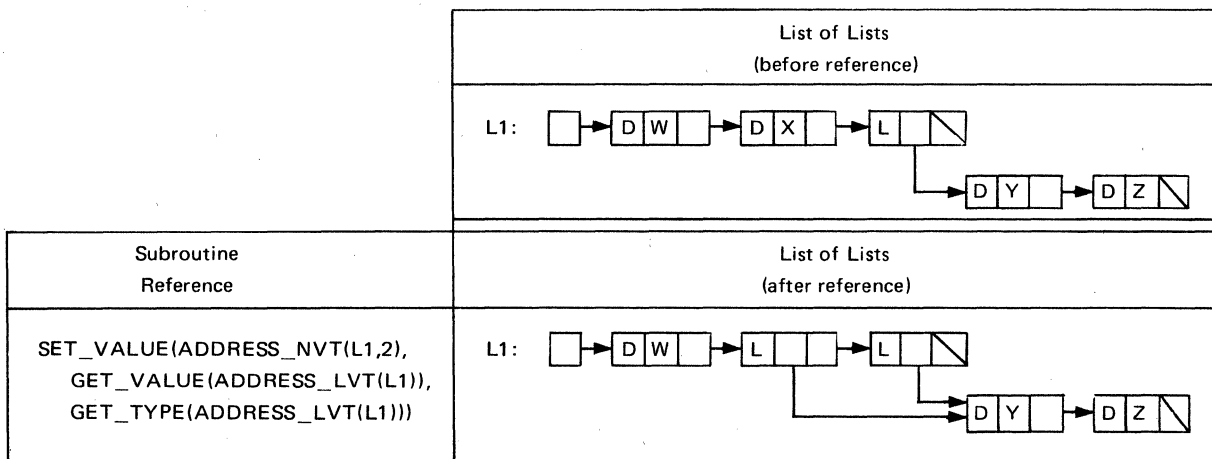 List of Lists
(before reference)
L1: D W D X L
D Y D Z
Subroutine
Reference
List of Lists
(after reference)
SET_VALUE(ADDRESS_NVT(L1,2),
GET_VALUE(ADDRESS_LVT(L1)),
GET_TYPE(ADDRESS_LVT(L1)))
L1: D W L L
D Y D Z